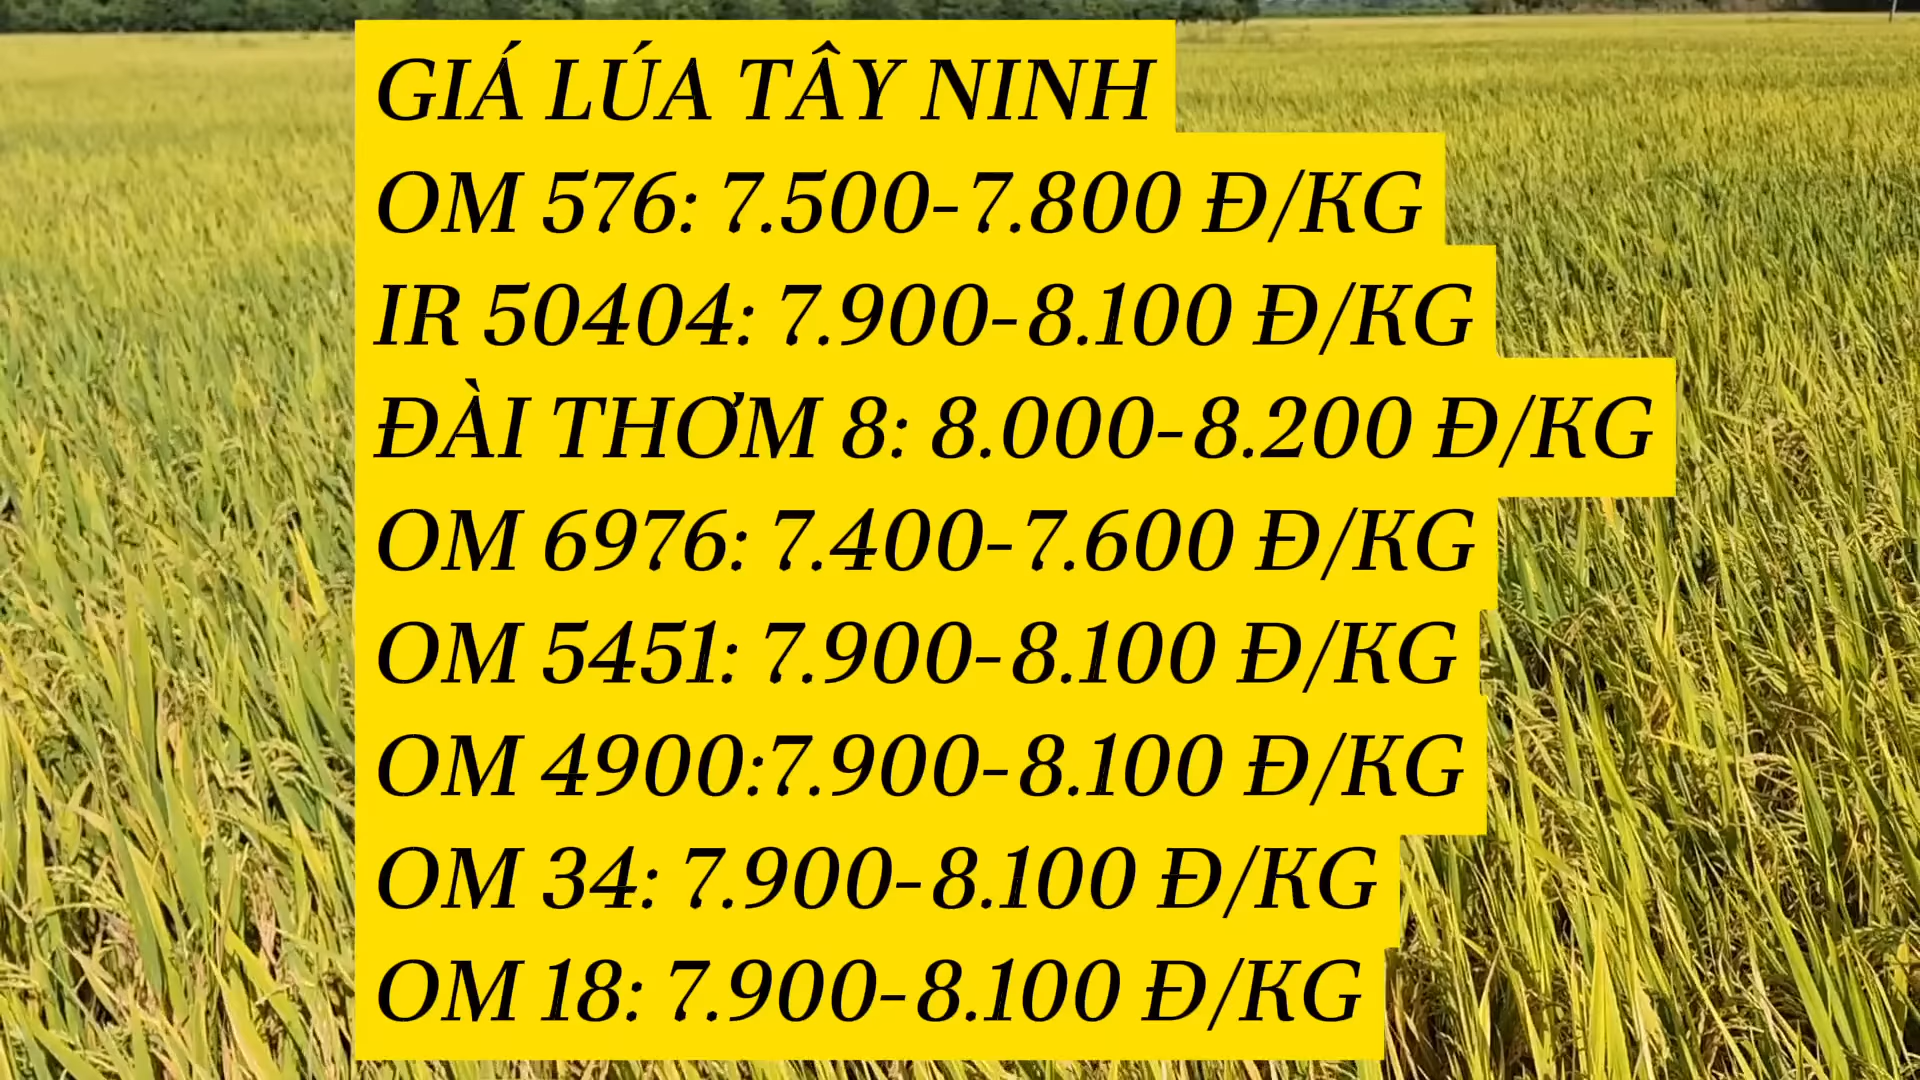 GIÁ LÚA TÂY NINH
OM 576: 7.500-7.800 Đ/KG
IR 50404: 7.900-8.100 Đ/KG
ĐÀI THƠM 8: 8.000-8.200 Đ/KG
OM 6976: 7.400-7.600 Đ/KG
OM 5451: 7.900-8.100 Đ/KG
OM 4900:7.900-8.100 Đ/KG
OM 34: 7.900-8.100 Đ/KG
OM 18: 7.900-8.100 Đ/KG